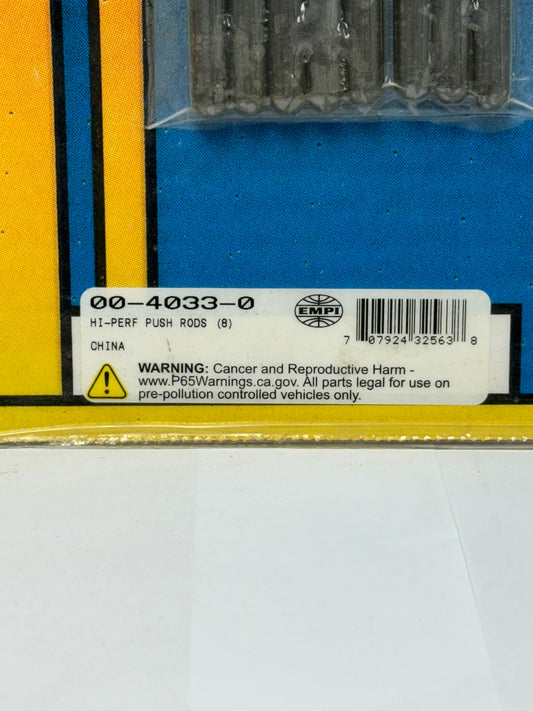 00-4033-0
EMPI
HI-PERF PUSH RODS (8)
CHINA
7 07924 32563 8
WARNING: Cancer and Reproductive Harm -
www.P65Warnings.ca.gov. All parts legal for use on
pre-pollution controlled vehicles only.